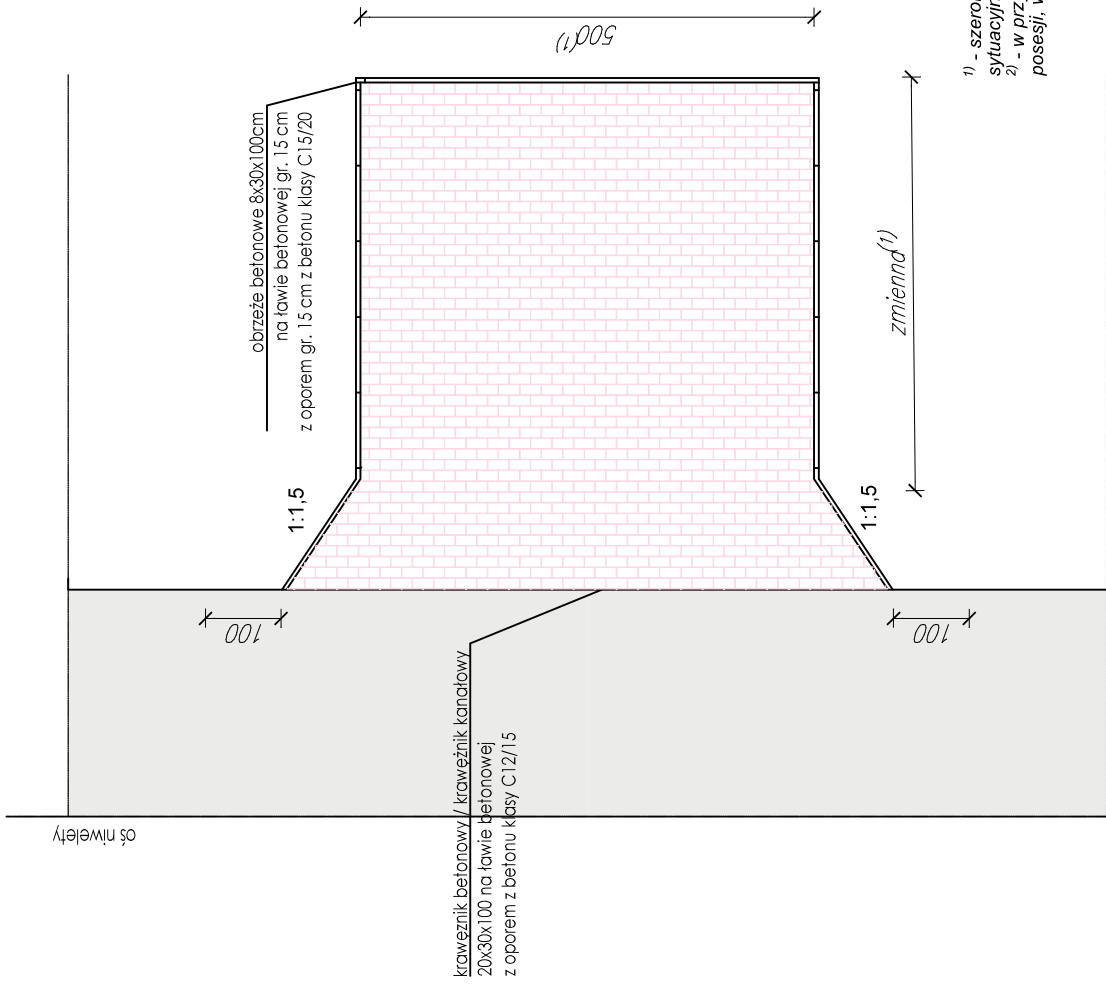 obrzeże betonowe 8x30x100cm
na ławie betonowej gr. 15 cm
z oporem gr. 15 cm z betonu klasy C15/20
500(1)
1) - szero
sytuacyjn
2) - w prz
posesji, w
zmienna(1)
1:1,5
1:1,5
100
100
krawężnik betonowy / krawężnik kanałowy
20x30x100 na ławie betonowej
z oporem z betonu klasy C12/15
oś niwelety